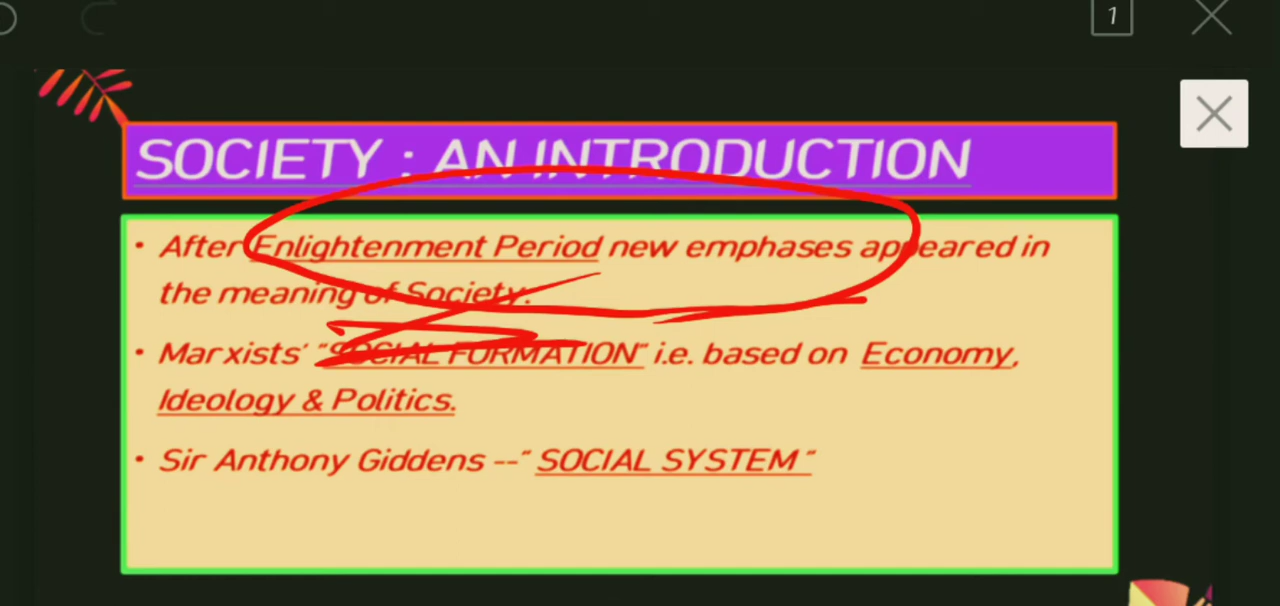 1
SOCIETY : AN INTRODUCTION
• After Enlightenment Period new emphases appeared in
the meaning of Society.
• Marxists' "SOCIAL FORMATION" i.e. based on Economy,
Ideology & Politics.
• Sir Anthony Giddens --" SOCIAL SYSTEM "